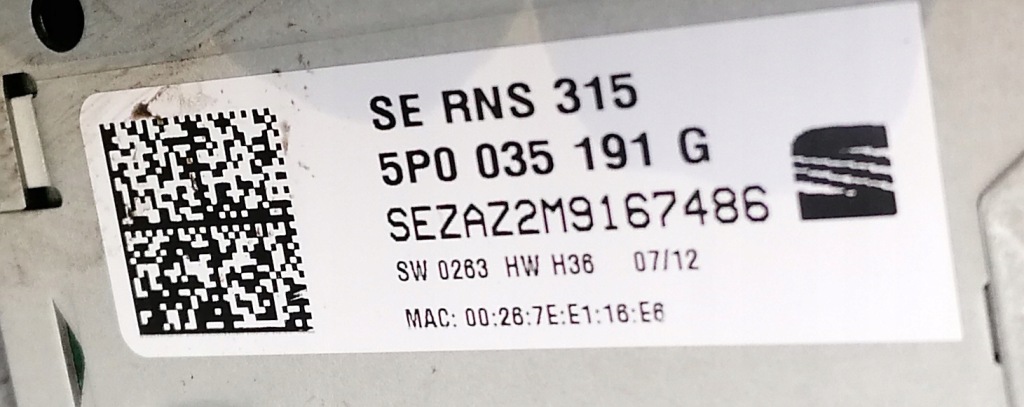 SE RNS 315
5P0 035 191 G
SEZAZ2M9167486
SW 0263 HW H36 07/12
MAC: 00:26:7E:E1:16:E6